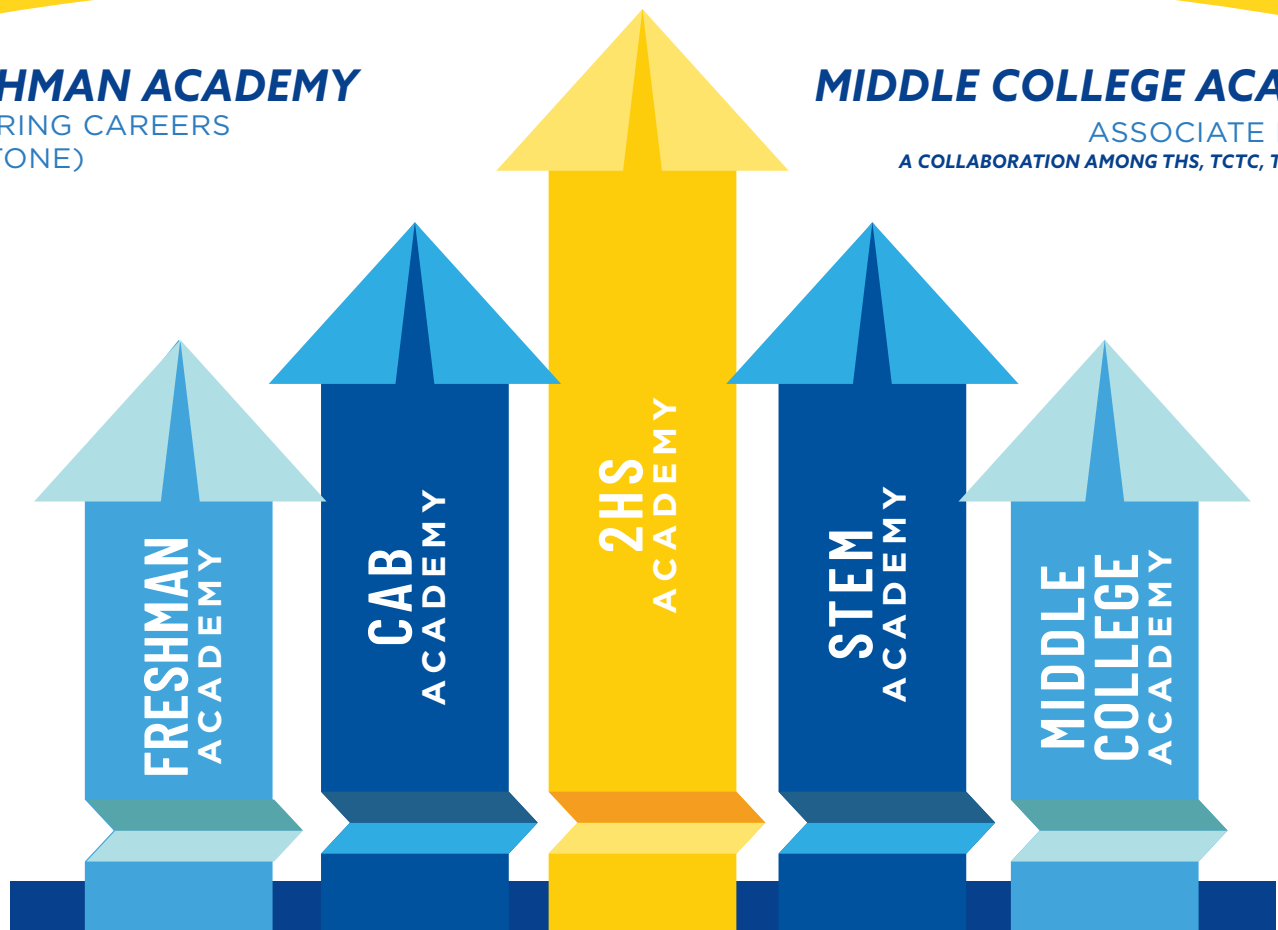 HMAN ACADEMY
RING CAREERS
TONE)
MIDDLE COLLEGE ACA
ASSOCIATE
A COLLABORATION AMONG THS, TCTC, T
FRESHMAN
ACADEMY
CAB
ACADEMY
2HS
ACADEMY
STEM
ACADEMY
MIDDLE
COLLEGE
ACADEMY